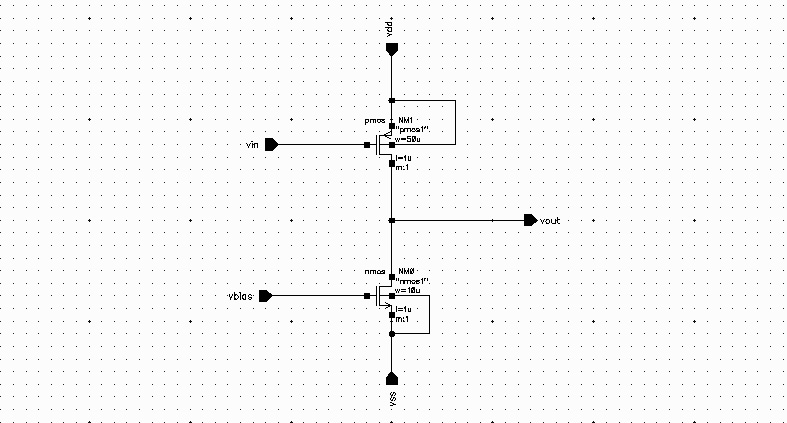 vdd
pmos NM1
"pmos1"
w=50u
l=1u
m:1
vin
vout
nmos NM0
"nmos1"
w=10u
l=1u
m:1
vbias
vss